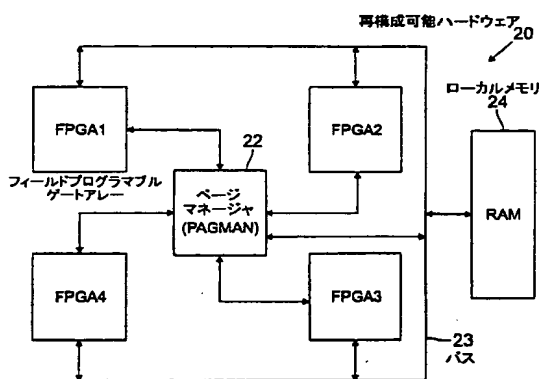 再構成可能ハードウェア
20
ローカルメモリ
24
FPGA1
FPGA2
22
フィールドプログラマブル
ゲートアレー
ページ
マネージャ
(PAGMAN)
RAM
FPGA4
FPGA3
23
バス